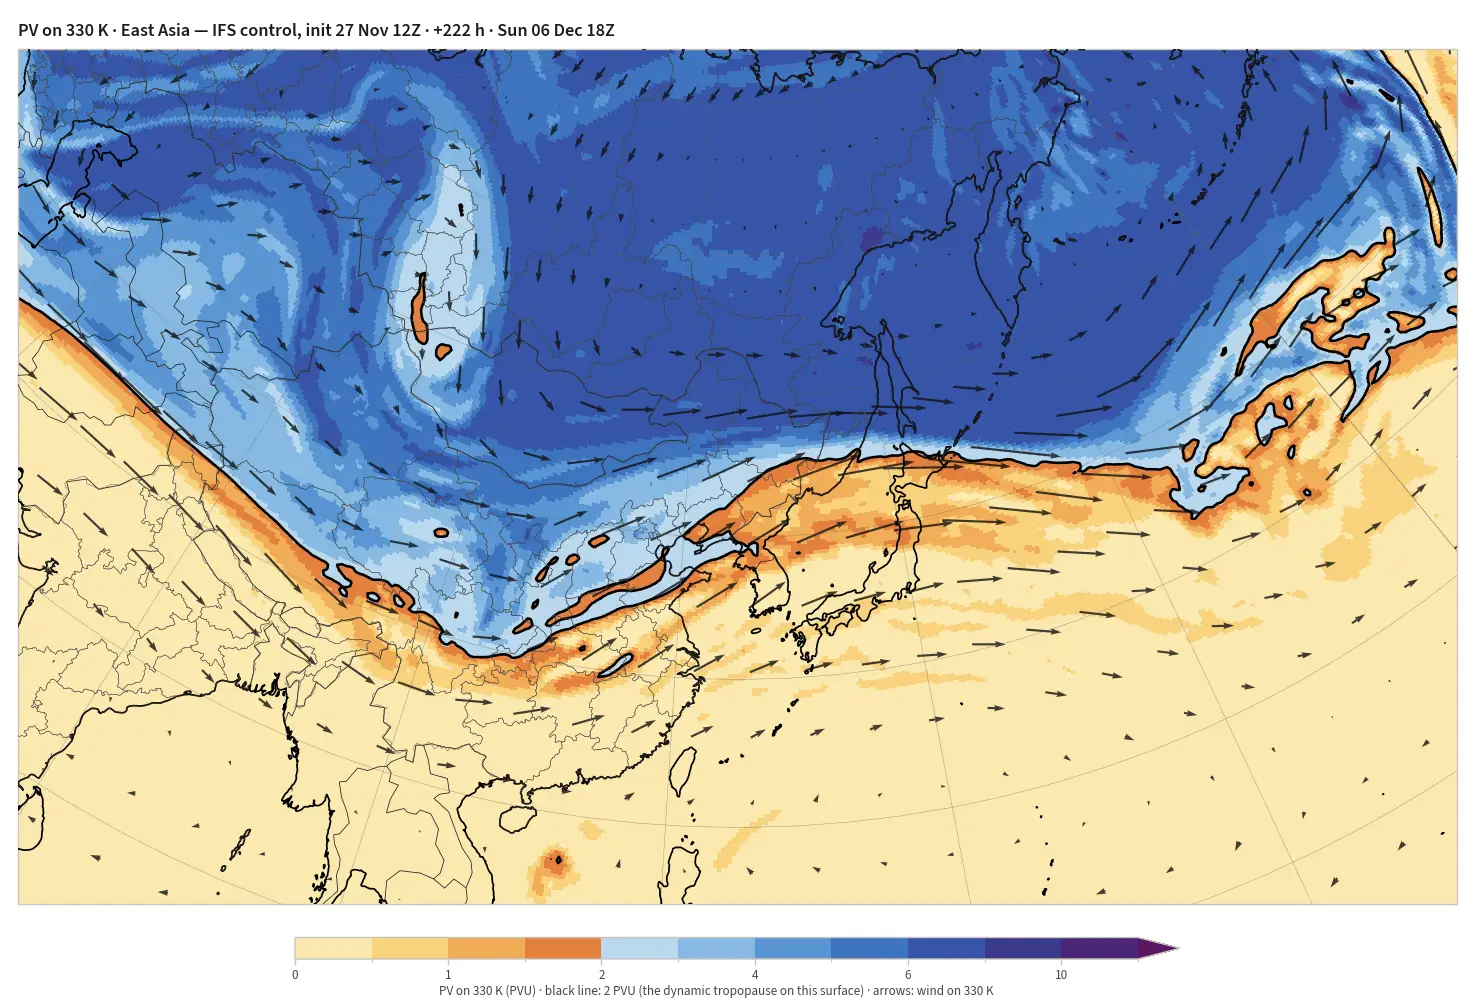 PV on 330 K · East Asia — IFS control, init 27 Nov 12Z · +222 h · Sun 06 Dec 18Z
0 1 2 4 6 10
PV on 330 K (PVU) · black line: 2 PVU (the dynamic tropopause on this surface) · arrows: wind on 330 K